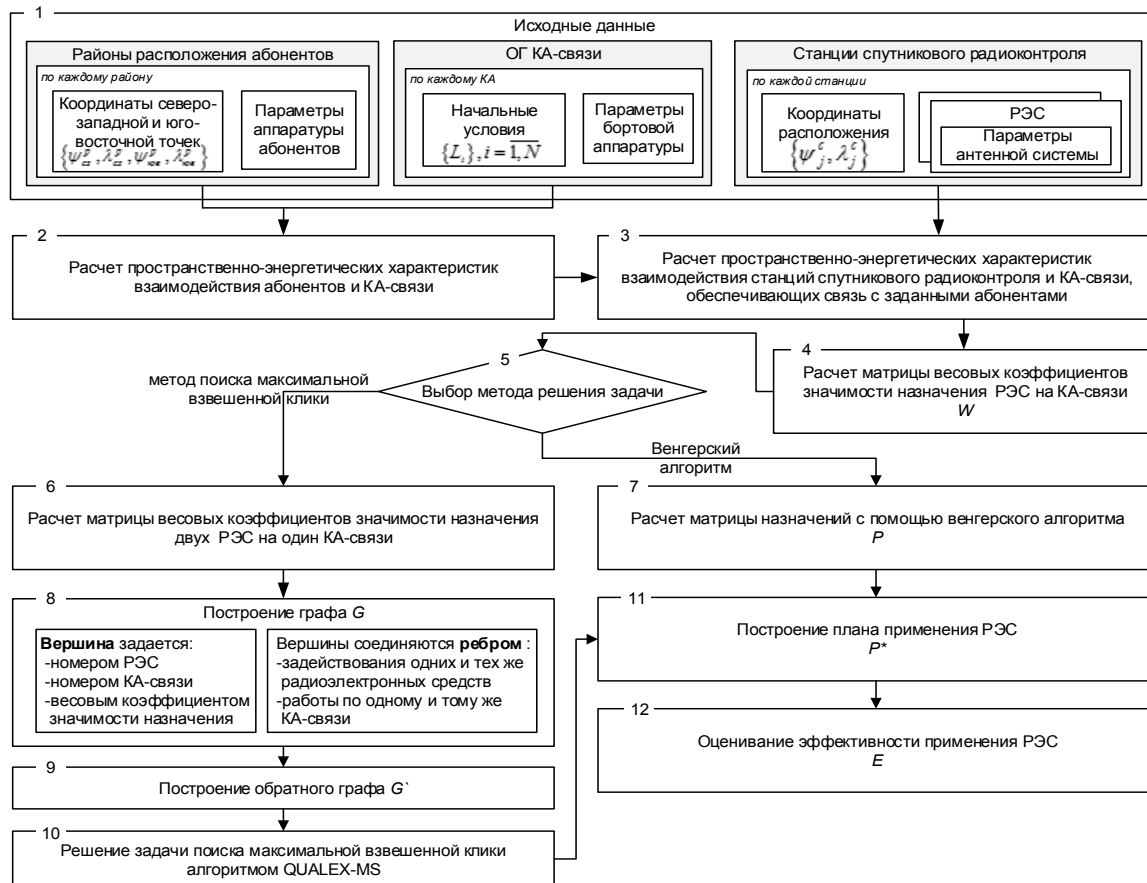 1
Исходные данные
Районы расположения абонентов
по каждому району
Координаты северо-
западной и юго-
восточной точек
{ψ^р_сз, λ^р_сз, ψ^р_юв, λ^р_юв}
Параметры
аппаратуры
абонентов
ОГ КА-связи
по каждому КА
Начальные
условия
{L_i}, i = 1, N
Параметры
бортовой
аппаратуры
Станции спутникового радиоконтроля
по каждой станции
Координаты
расположения
{ψ^c_j, λ^c_j}
РЭС
Параметры
антенной системы
2
Расчет пространственно-энергетических характеристик
взаимодействия абонентов и КА-связи
3
Расчет пространственно-энергетических характеристик
взаимодействия станций спутникового радиоконтроля и КА-связи,
обеспечивающих связь с заданными абонентами
4
Расчет матрицы весовых коэффициентов
значимости назначения РЭС на КА-связи
W
5
Выбор метода решения задачи
метод поиска максимальной
взвешенной клики
Венгерский
алгоритм
6
Расчет матрицы весовых коэффициентов значимости назначения
двух РЭС на один КА-связи
7
Расчет матрицы назначений с помощью венгерского алгоритма
P
8
Построение графа G
Вершина задается:
-номером РЭС
-номером КА-связи
-весовым коэффициентом
значимости назначения
Вершины соединяются ребром :
-задействования одних и тех же
радиоэлектронных средств
-работы по одному и тому же
КА-связи
11
Построение плана применения РЭС
P*
12
Оценивание эффективности применения РЭС
E
9
Построение обратного графа G`
10
Решение задачи поиска максимальной взвешенной клики
алгоритмом QUALEX-MS